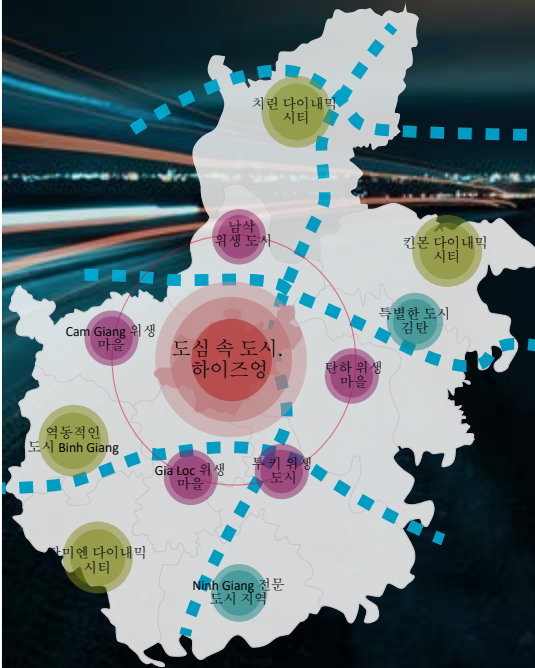 치린 다이내믹
시티
남삭
위생 도시
킨몬 다이내믹
시티
특별한 도시
김탄
Cam Giang 위생
마을
도심 속 도시.
하이즈엉
탄하 위생
마을
역동적인
도시 Binh Giang
Gia Loc 위생
마을
투 키 위생
도시
다이내믹
시티
Ninh Giang 전문
도시 지역